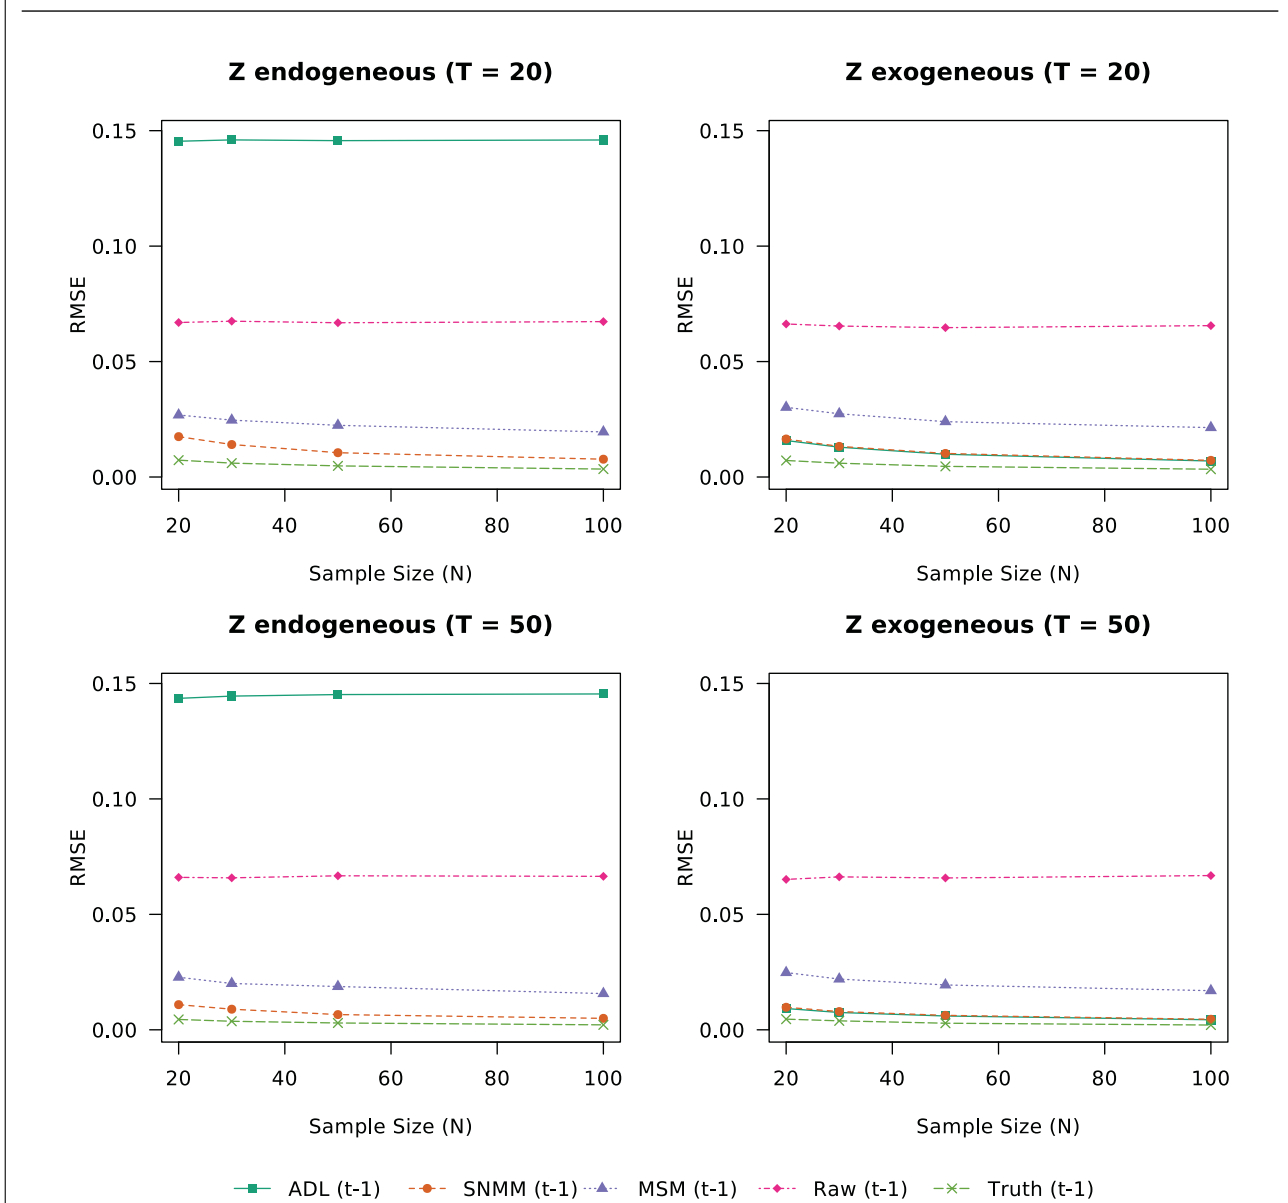 Z endogeneous (T = 20)
0.15
0.10
0.05
0.00
RMSE
20 40 60 80 100
Sample Size (N)
Z exogeneous (T = 20)
0.15
0.10
0.05
0.00
RMSE
20 40 60 80 100
Sample Size (N)
Z endogeneous (T = 50)
0.15
0.10
0.05
0.00
RMSE
20 40 60 80 100
Sample Size (N)
Z exogeneous (T = 50)
0.15
0.10
0.05
0.00
RMSE
20 40 60 80 100
Sample Size (N)
ADL (t-1) SNMM (t-1) MSM (t-1) Raw (t-1) Truth (t-1)